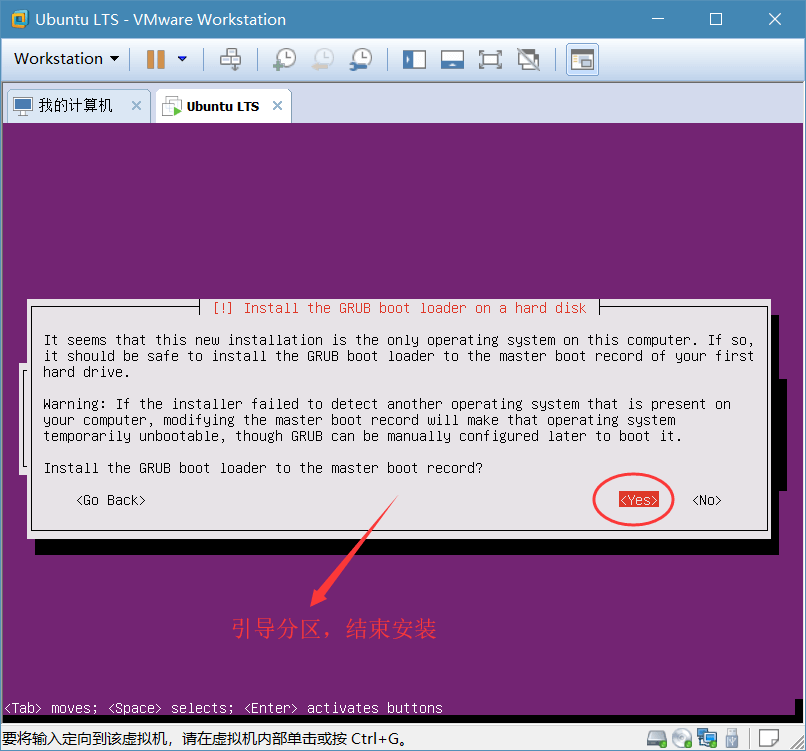 Ubuntu LTS - VMware Workstation
Workstation
我的计算机
Ubuntu LTS
[!] Install the GRUB boot loader on a hard disk
It seems that this new installation is the only operating system on this computer. If so,
it should be safe to install the GRUB boot loader to the master boot record of your first
hard drive.
Warning: If the installer failed to detect another operating system that is present on
your computer, modifying the master boot record will make that operating system
temporarily unbootable, though GRUB can be manually configured later to boot it.
Install the GRUB boot loader to the master boot record?
<Go Back> <Yes> <No>
引导分区，结束安装
<Tab> moves; <Space> selects; <Enter> activates buttons
要将输入定向到该虚拟机，请在虚拟机内部单击或按 Ctrl+G。